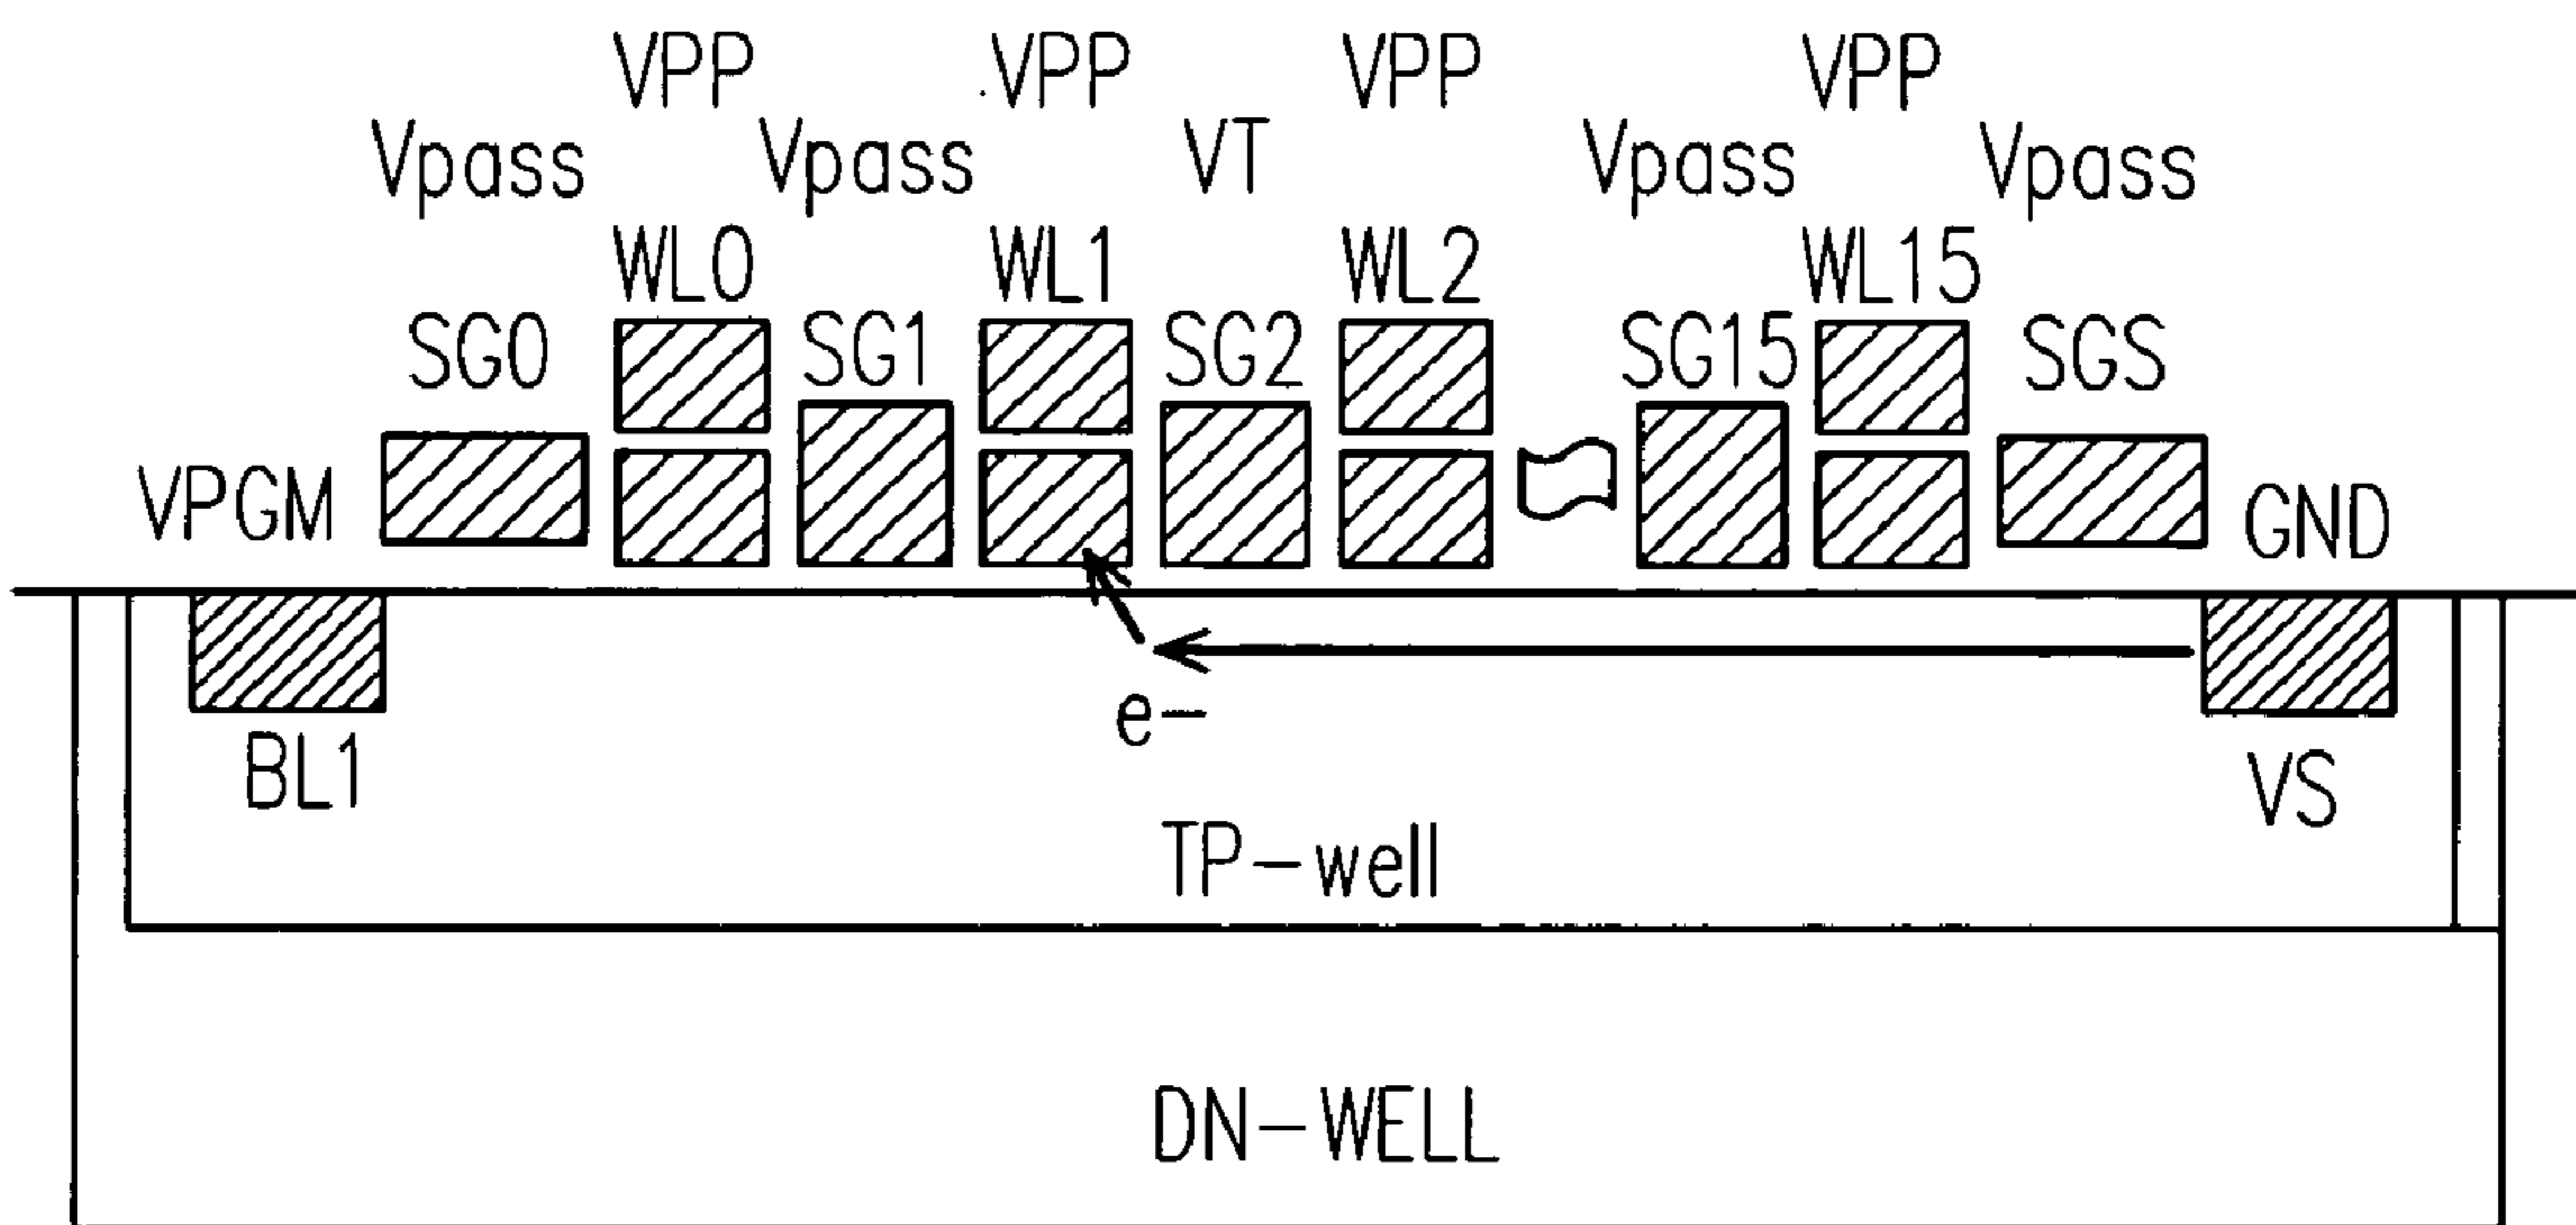 VPP VPP VPP VPP
Vpass Vpass VT Vpass Vpass
WL0 WL1 WL2 WL15
SG0 SG1 SG2 SG15 SGS
VPGM GND
e-
BL1 VS
TP-well
DN-WELL